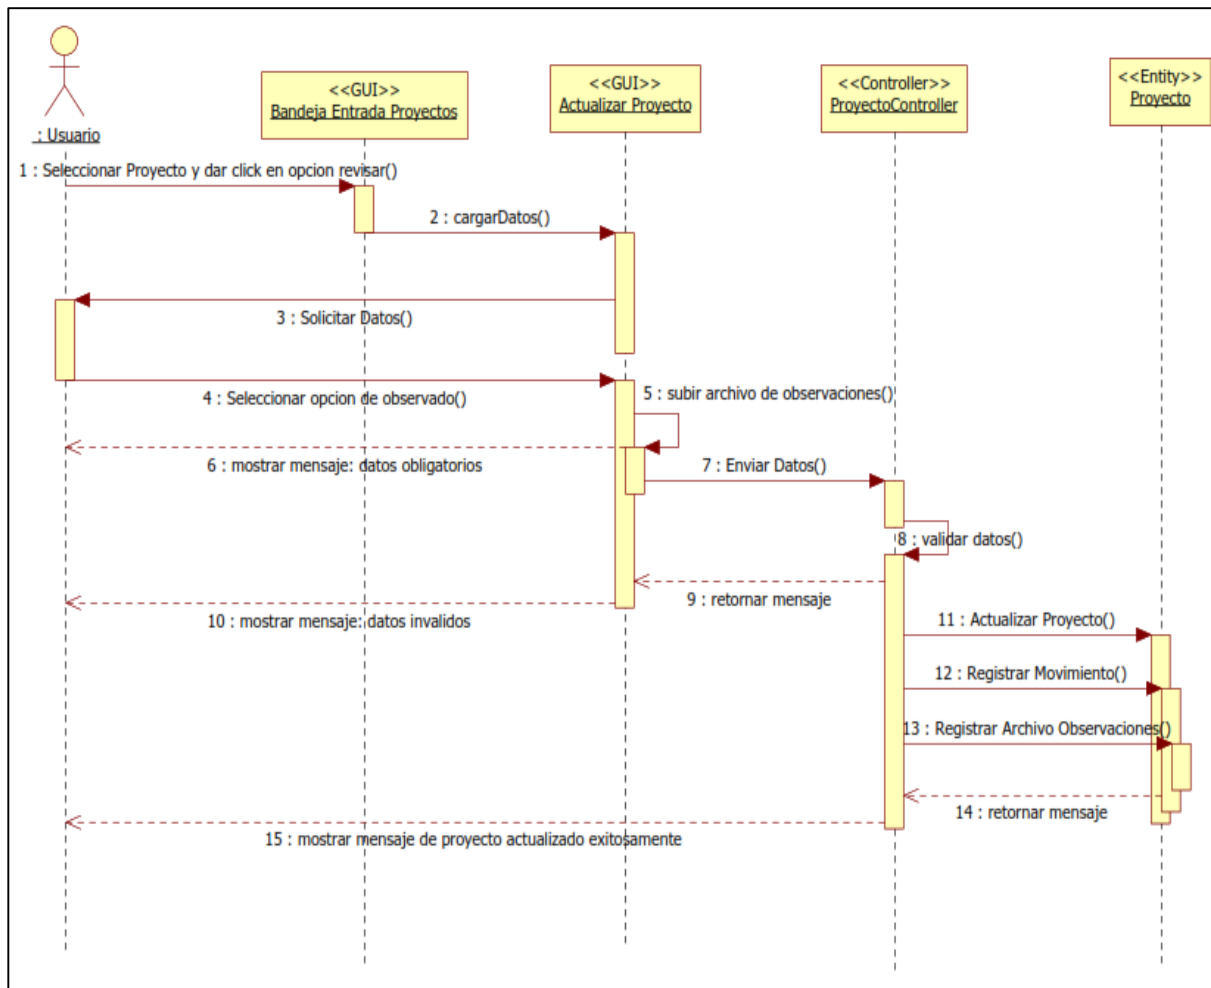 : Usuario
<<GUI>>
Bandeja Entrada Proyectos
<<GUI>>
Actualizar Proyecto
<<Controller>>
ProyectoController
<<Entity>>
Proyecto
1 : Seleccionar Proyecto y dar click en opcion revisar()
2 : cargarDatos()
3 : Solicitar Datos()
4 : Seleccionar opcion de observado()
5 : subir archivo de observaciones()
6 : mostrar mensaje: datos obligatorios
7 : Enviar Datos()
8 : validar datos()
9 : retornar mensaje
10 : mostrar mensaje: datos invalidos
11 : Actualizar Proyecto()
12 : Registrar Movimiento()
13 : Registrar Archivo Observaciones()
14 : retornar mensaje
15 : mostrar mensaje de proyecto actualizado exitosamente